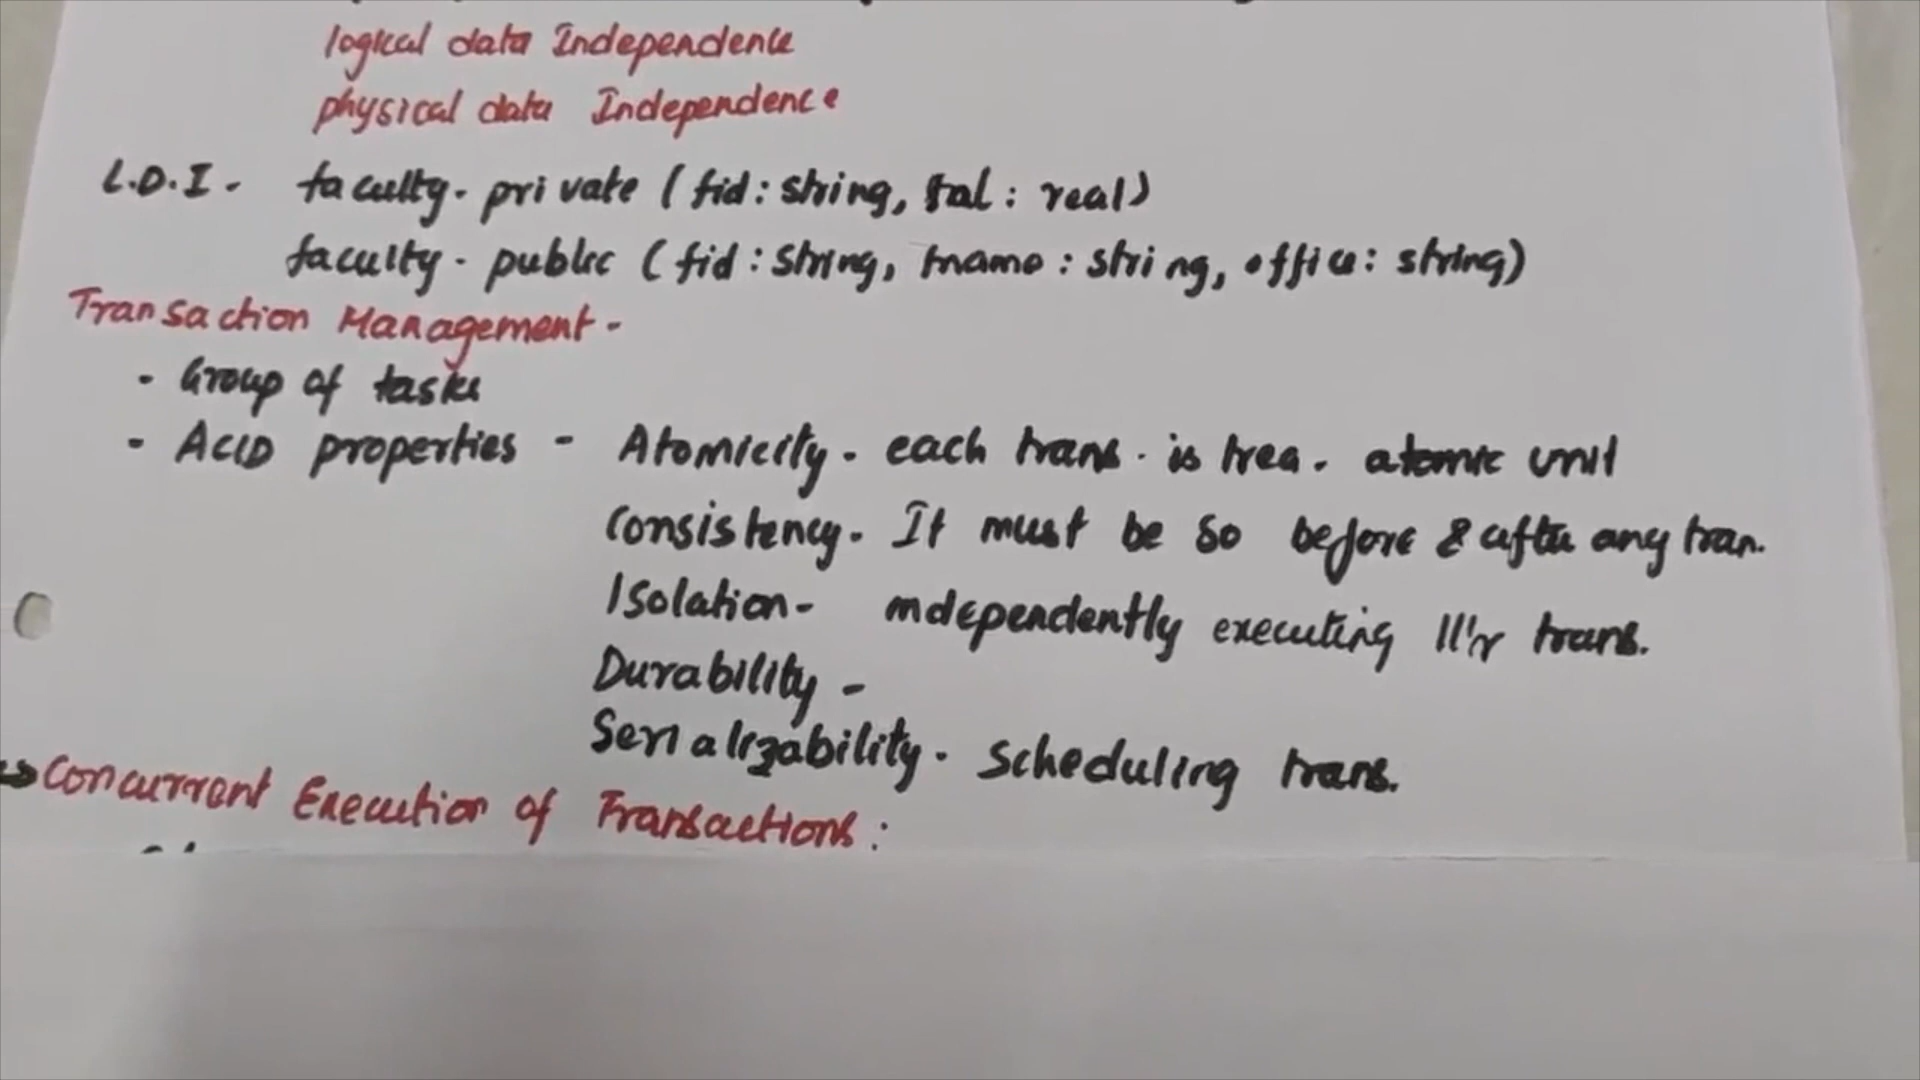 logical data Independence
physical data Independence
L.D.I - faculty. private (fid: string, sal: real)
faculty - public (fid: string, fname: string, office: string)
Transaction Management -
- Group of tasks
- ACID properties - Atomicity - each trans. is trea. atomic unit
Consistency - It must be so before & after any tran.
Isolation - independently executing ll'r trans.
Durability -
Serializability - Scheduling trans.
Concurrent Execution of Transactions: